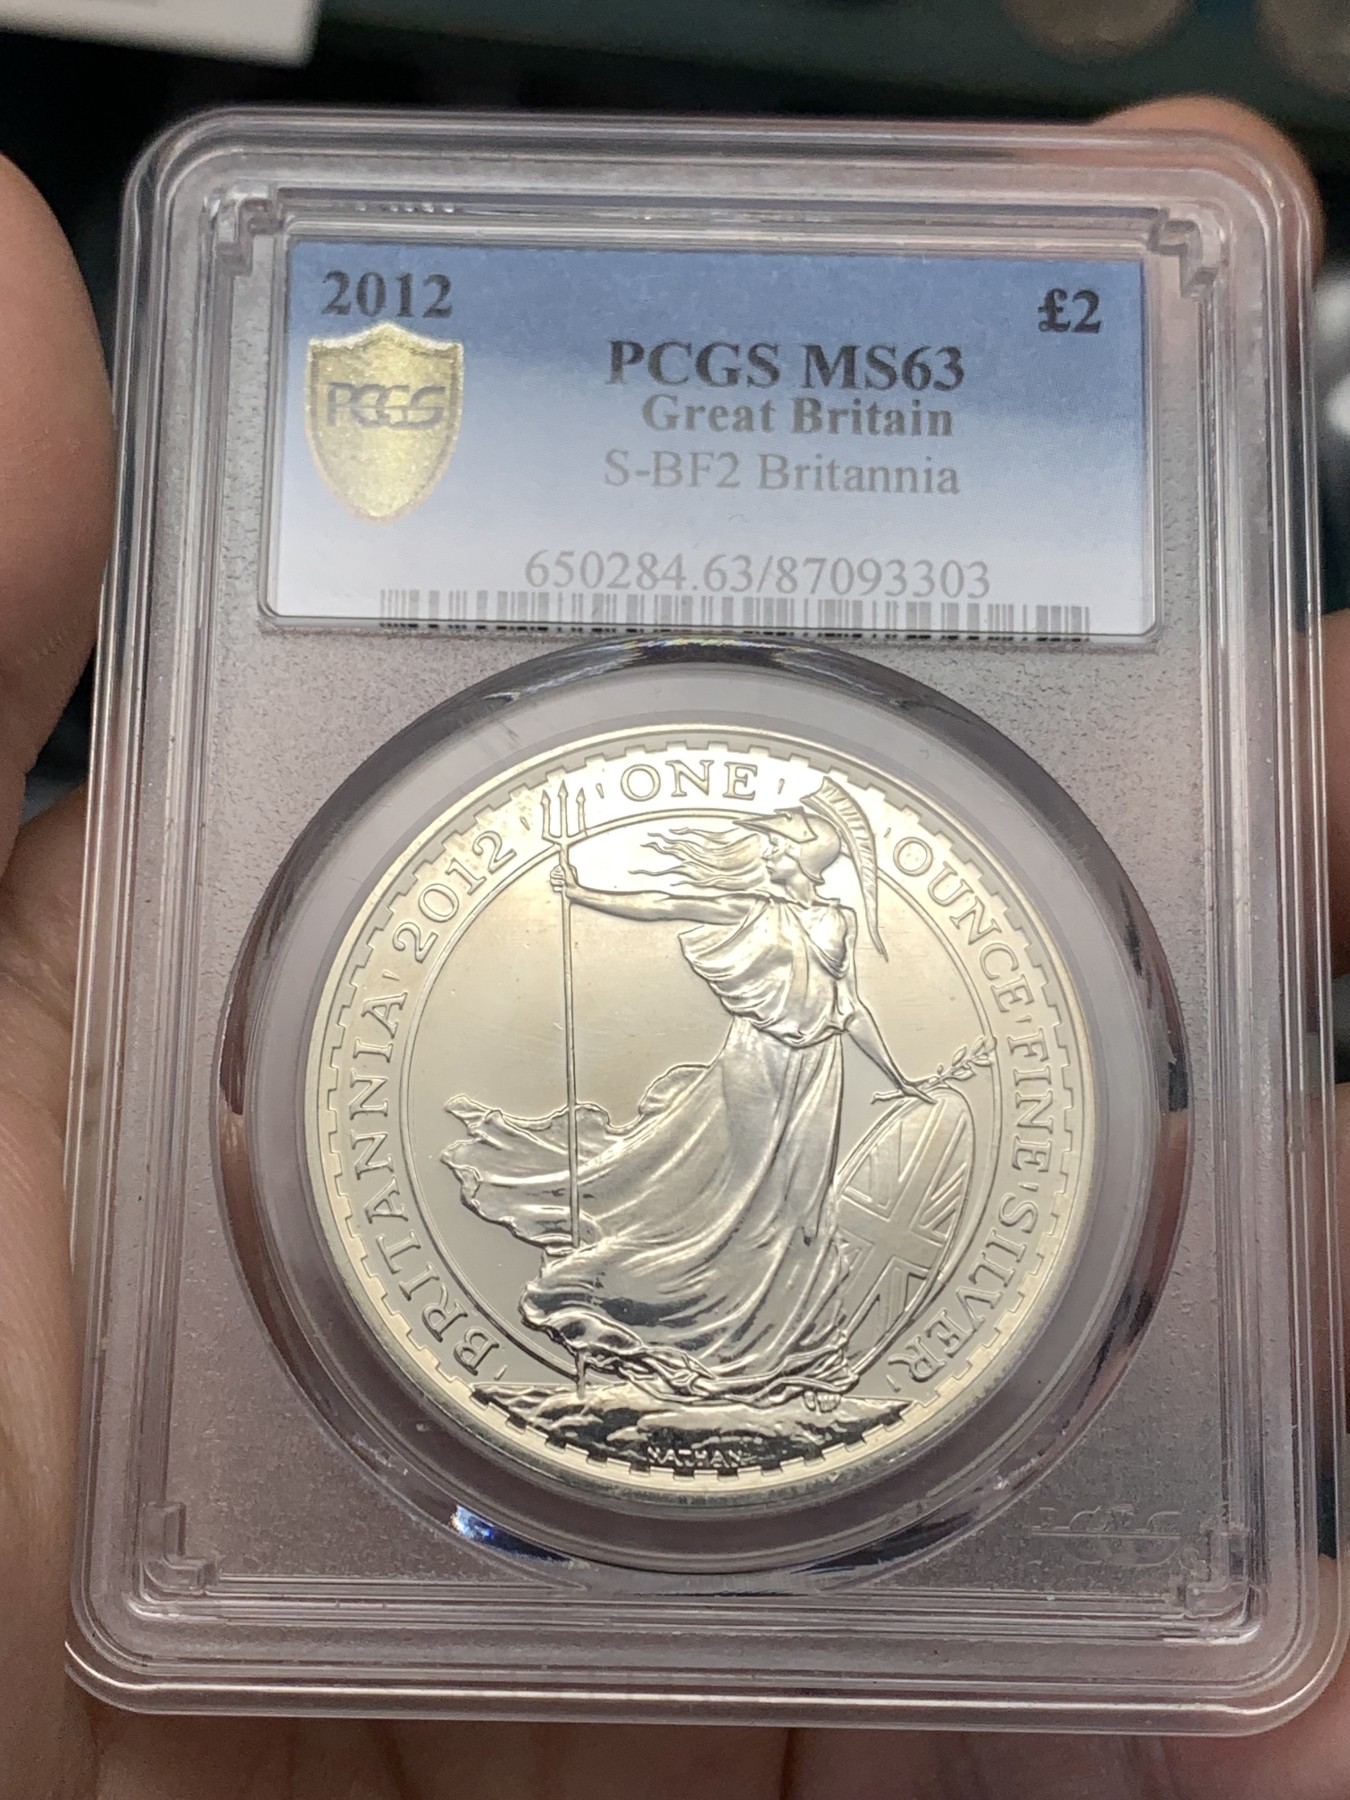 2012 £2
PCGS
PCGS MS63
Great Britain
S-BF2 Britannia
650284.63/87093303
BRITANNIA · 2012 · ONE · OUNCE · FINE · SILVER ·
NATHAN